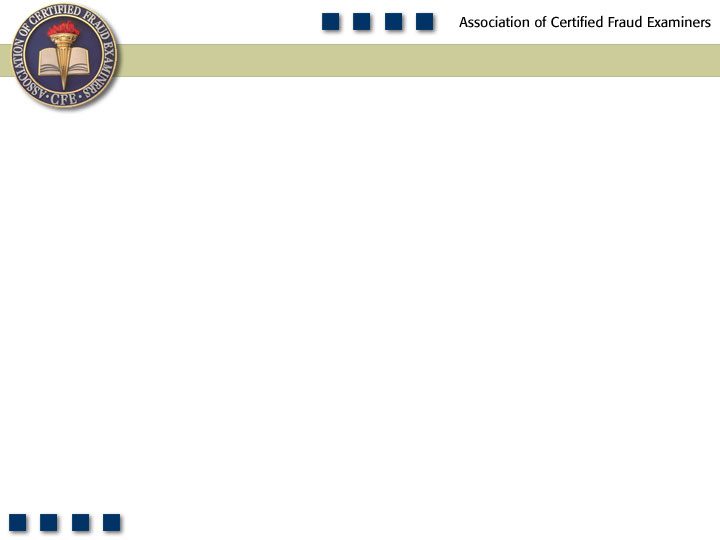 Association of Certified Fraud Examiners
ASSOCIATION OF CERTIFIED FRAUD EXAMINERS
· CFE ·